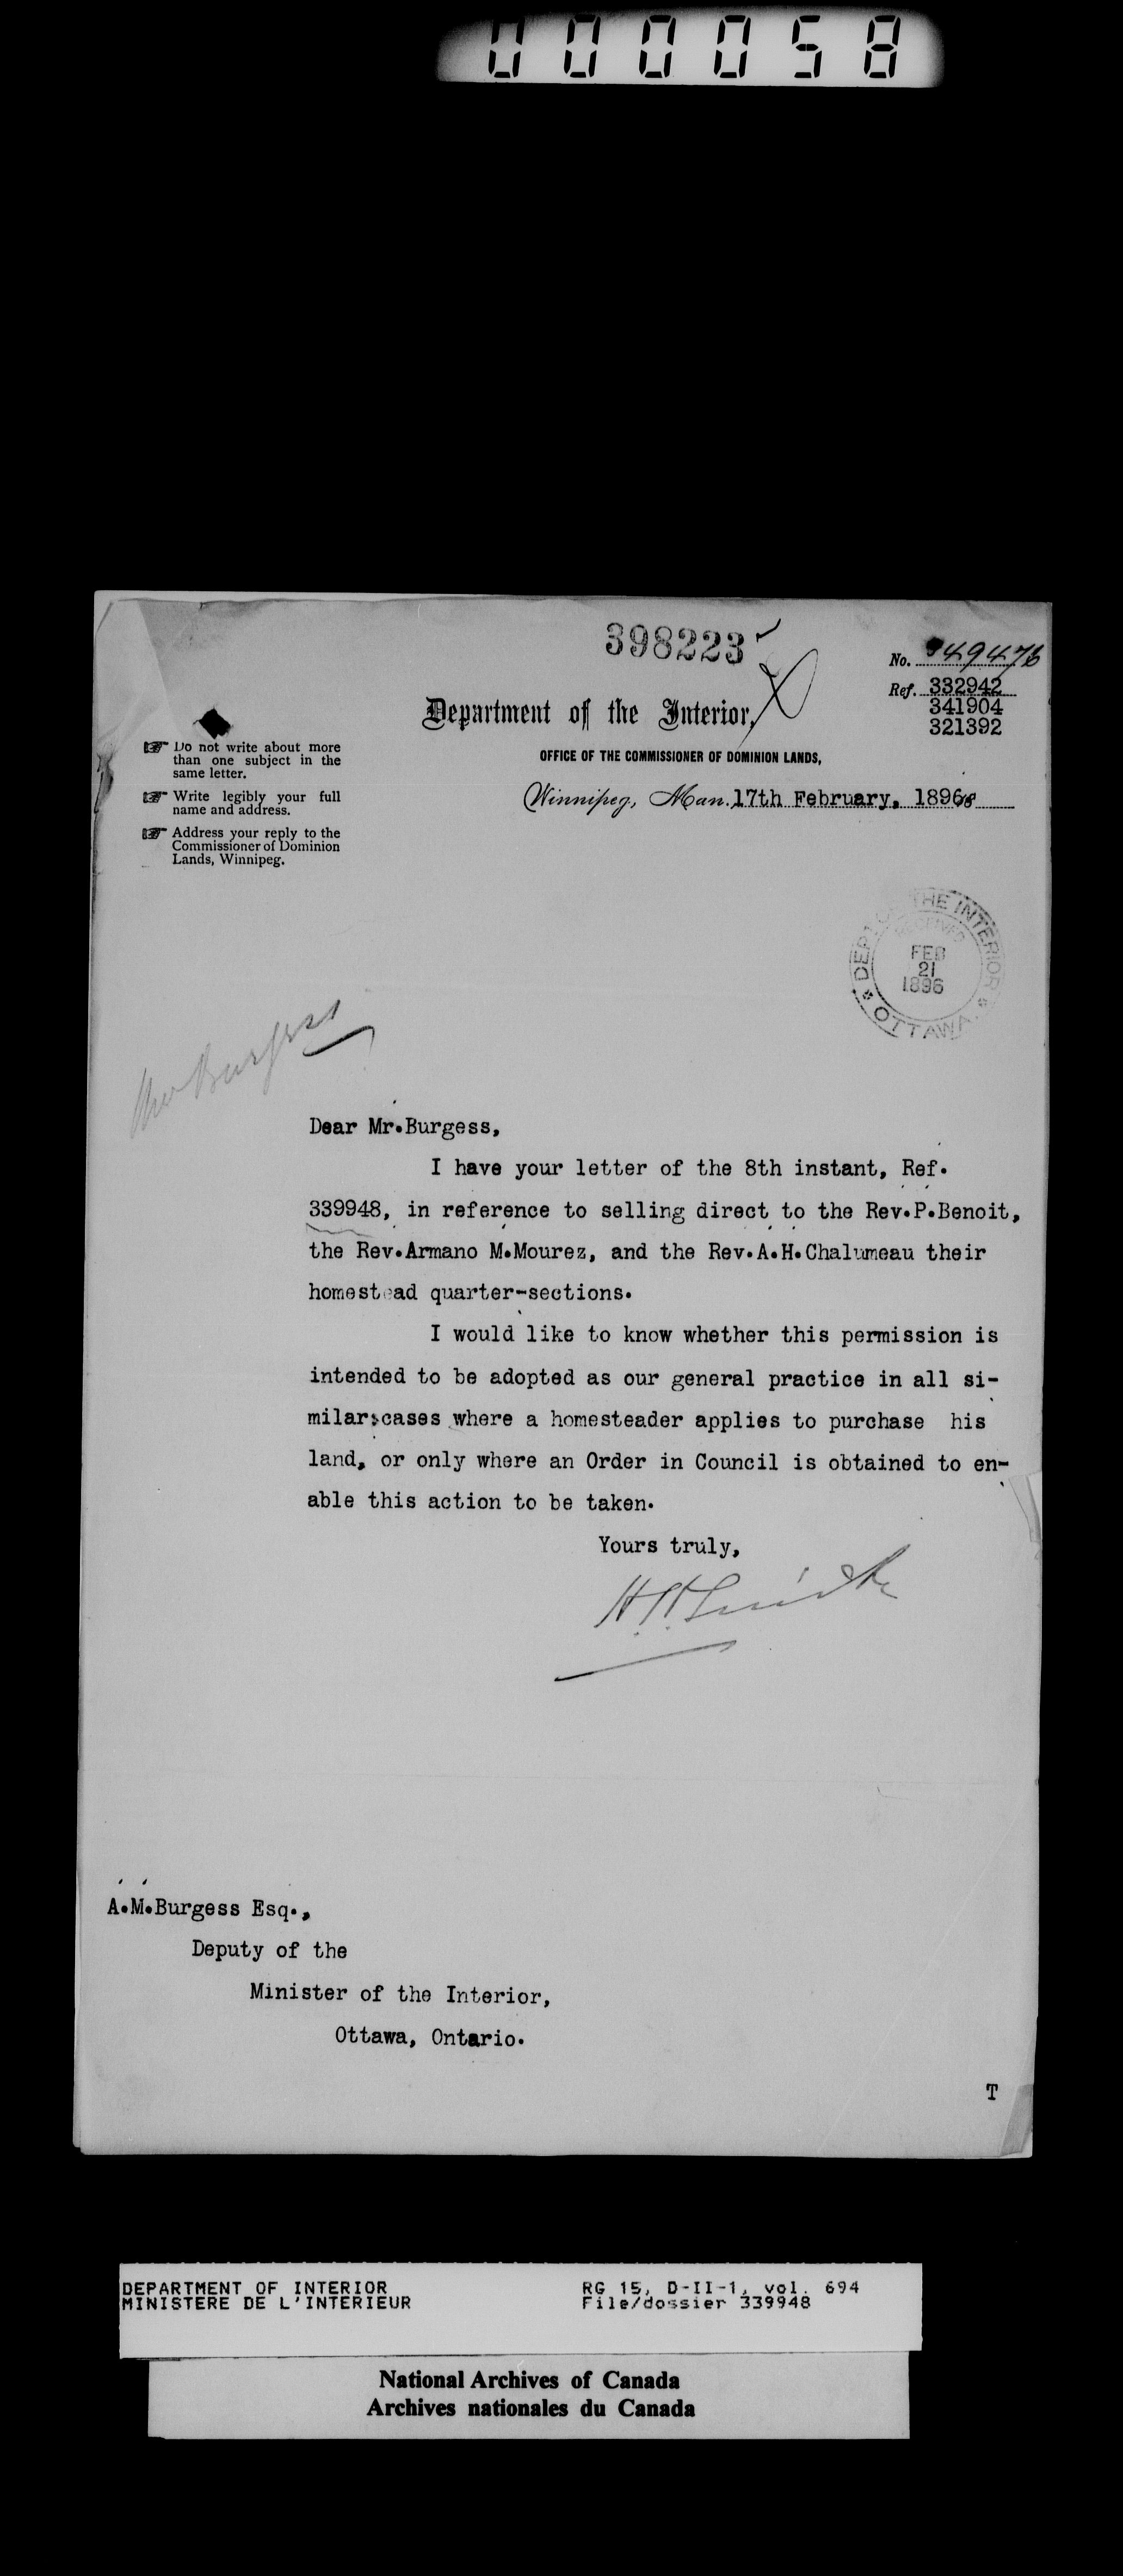 000058
398223
No. 349476
Ref. 332942
341904
321392
Department of the Interior,
OFFICE OF THE COMMISSIONER OF DOMINION LANDS,
Winnipeg, Man. 17th February, 1896
☞ Do not write about more
than one subject in the
same letter.
☞ Write legibly your full
name and address.
☞ Address your reply to the
Commissioner of Dominion
Lands, Winnipeg.
DEPT. OF THE INTERIOR
RECEIVED
FEB
21
1896
OTTAWA.
Mr Burgess
Dear Mr.Burgess,
I have your letter of the 8th instant, Ref.
339948, in reference to selling direct to the Rev.P.Benoit,
the Rev.Armano M.Mourez, and the Rev.A.H.Chalumeau their
homestead quarter-sections.
I would like to know whether this permission is
intended to be adopted as our general practice in all si-
milar cases where a homesteader applies to purchase his
land, or only where an Order in Council is obtained to en-
able this action to be taken.
Yours truly,
H.H.Smith
A.M.Burgess Esq.,
Deputy of the
Minister of the Interior,
Ottawa, Ontario.
T
DEPARTMENT OF INTERIOR
MINISTERE DE L'INTERIEUR
RG 15, D-II-1, vol. 694
File/dossier 339948
National Archives of Canada
Archives nationales du Canada